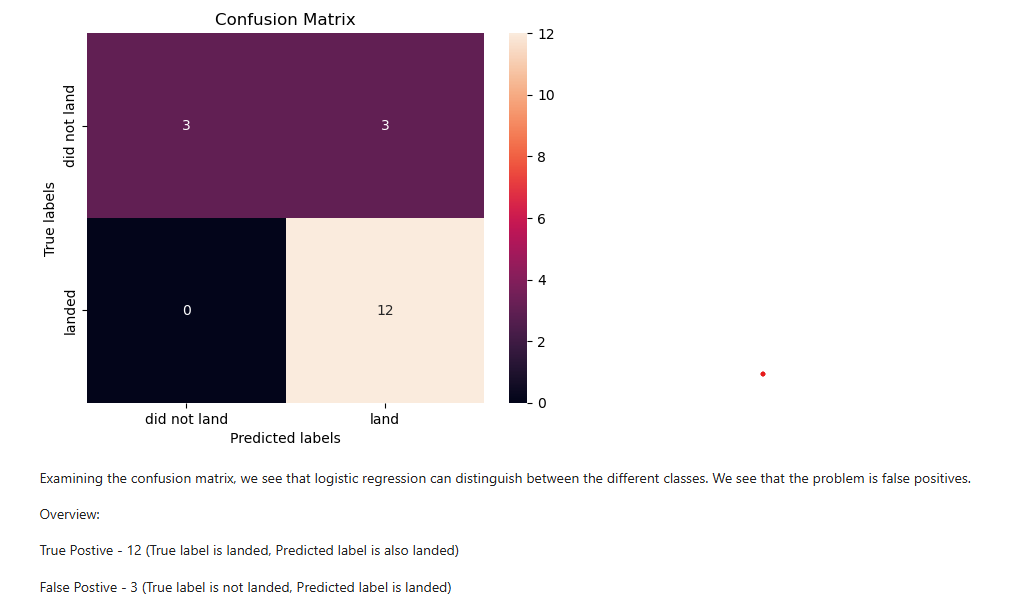 Confusion Matrix
True labels
did not land
landed
3
3
0
12
did not land
land
Predicted labels
12
10
8
6
4
2
0
Examining the confusion matrix, we see that logistic regression can distinguish between the different classes. We see that the problem is false positives.
Overview:
True Postive - 12 (True label is landed, Predicted label is also landed)
False Postive - 3 (True label is not landed, Predicted label is landed)